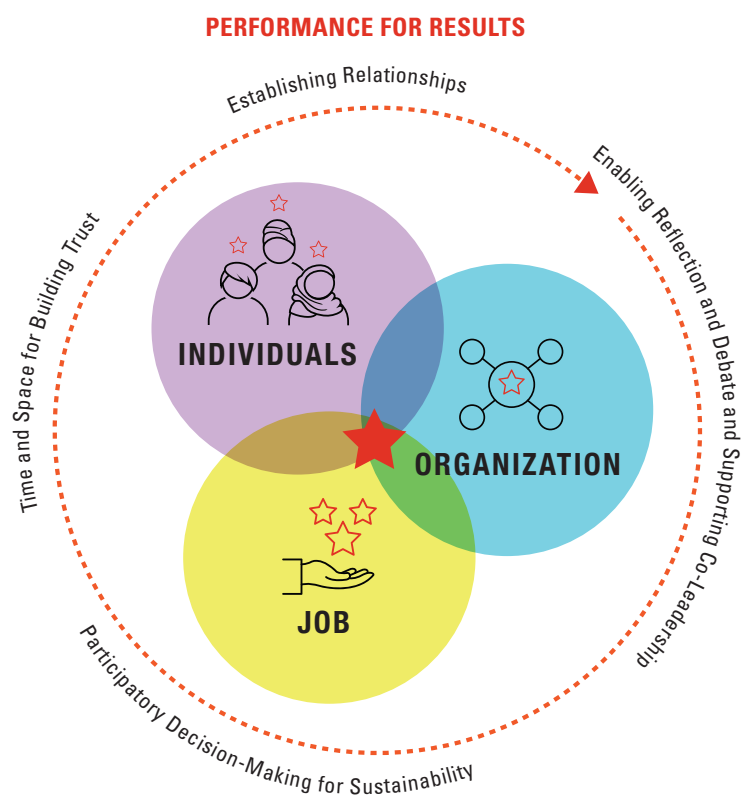 PERFORMANCE FOR RESULTS
Establishing Relationships
Enabling Reflection and Debate and Supporting Co-Leadership
Time and Space for Building Trust
INDIVIDUALS
ORGANIZATION
JOB
Participatory Decision-Making for Sustainability